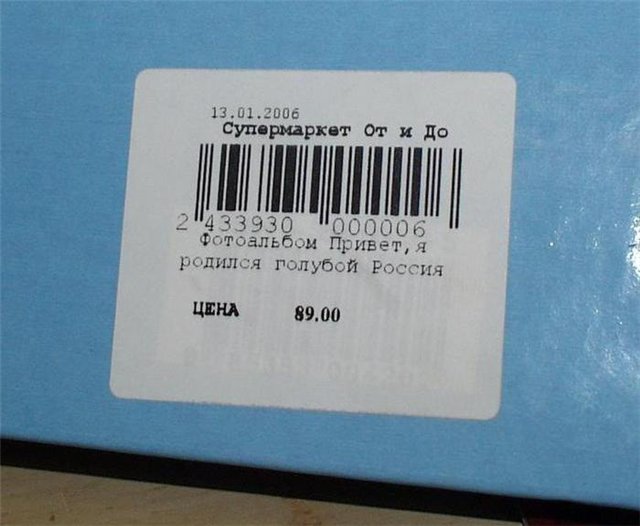 13.01.2006
Супермаркет От и До
2 433930 000006
Фотоальбом Привет,я
родился голубой Россия
ЦЕНА 89.00